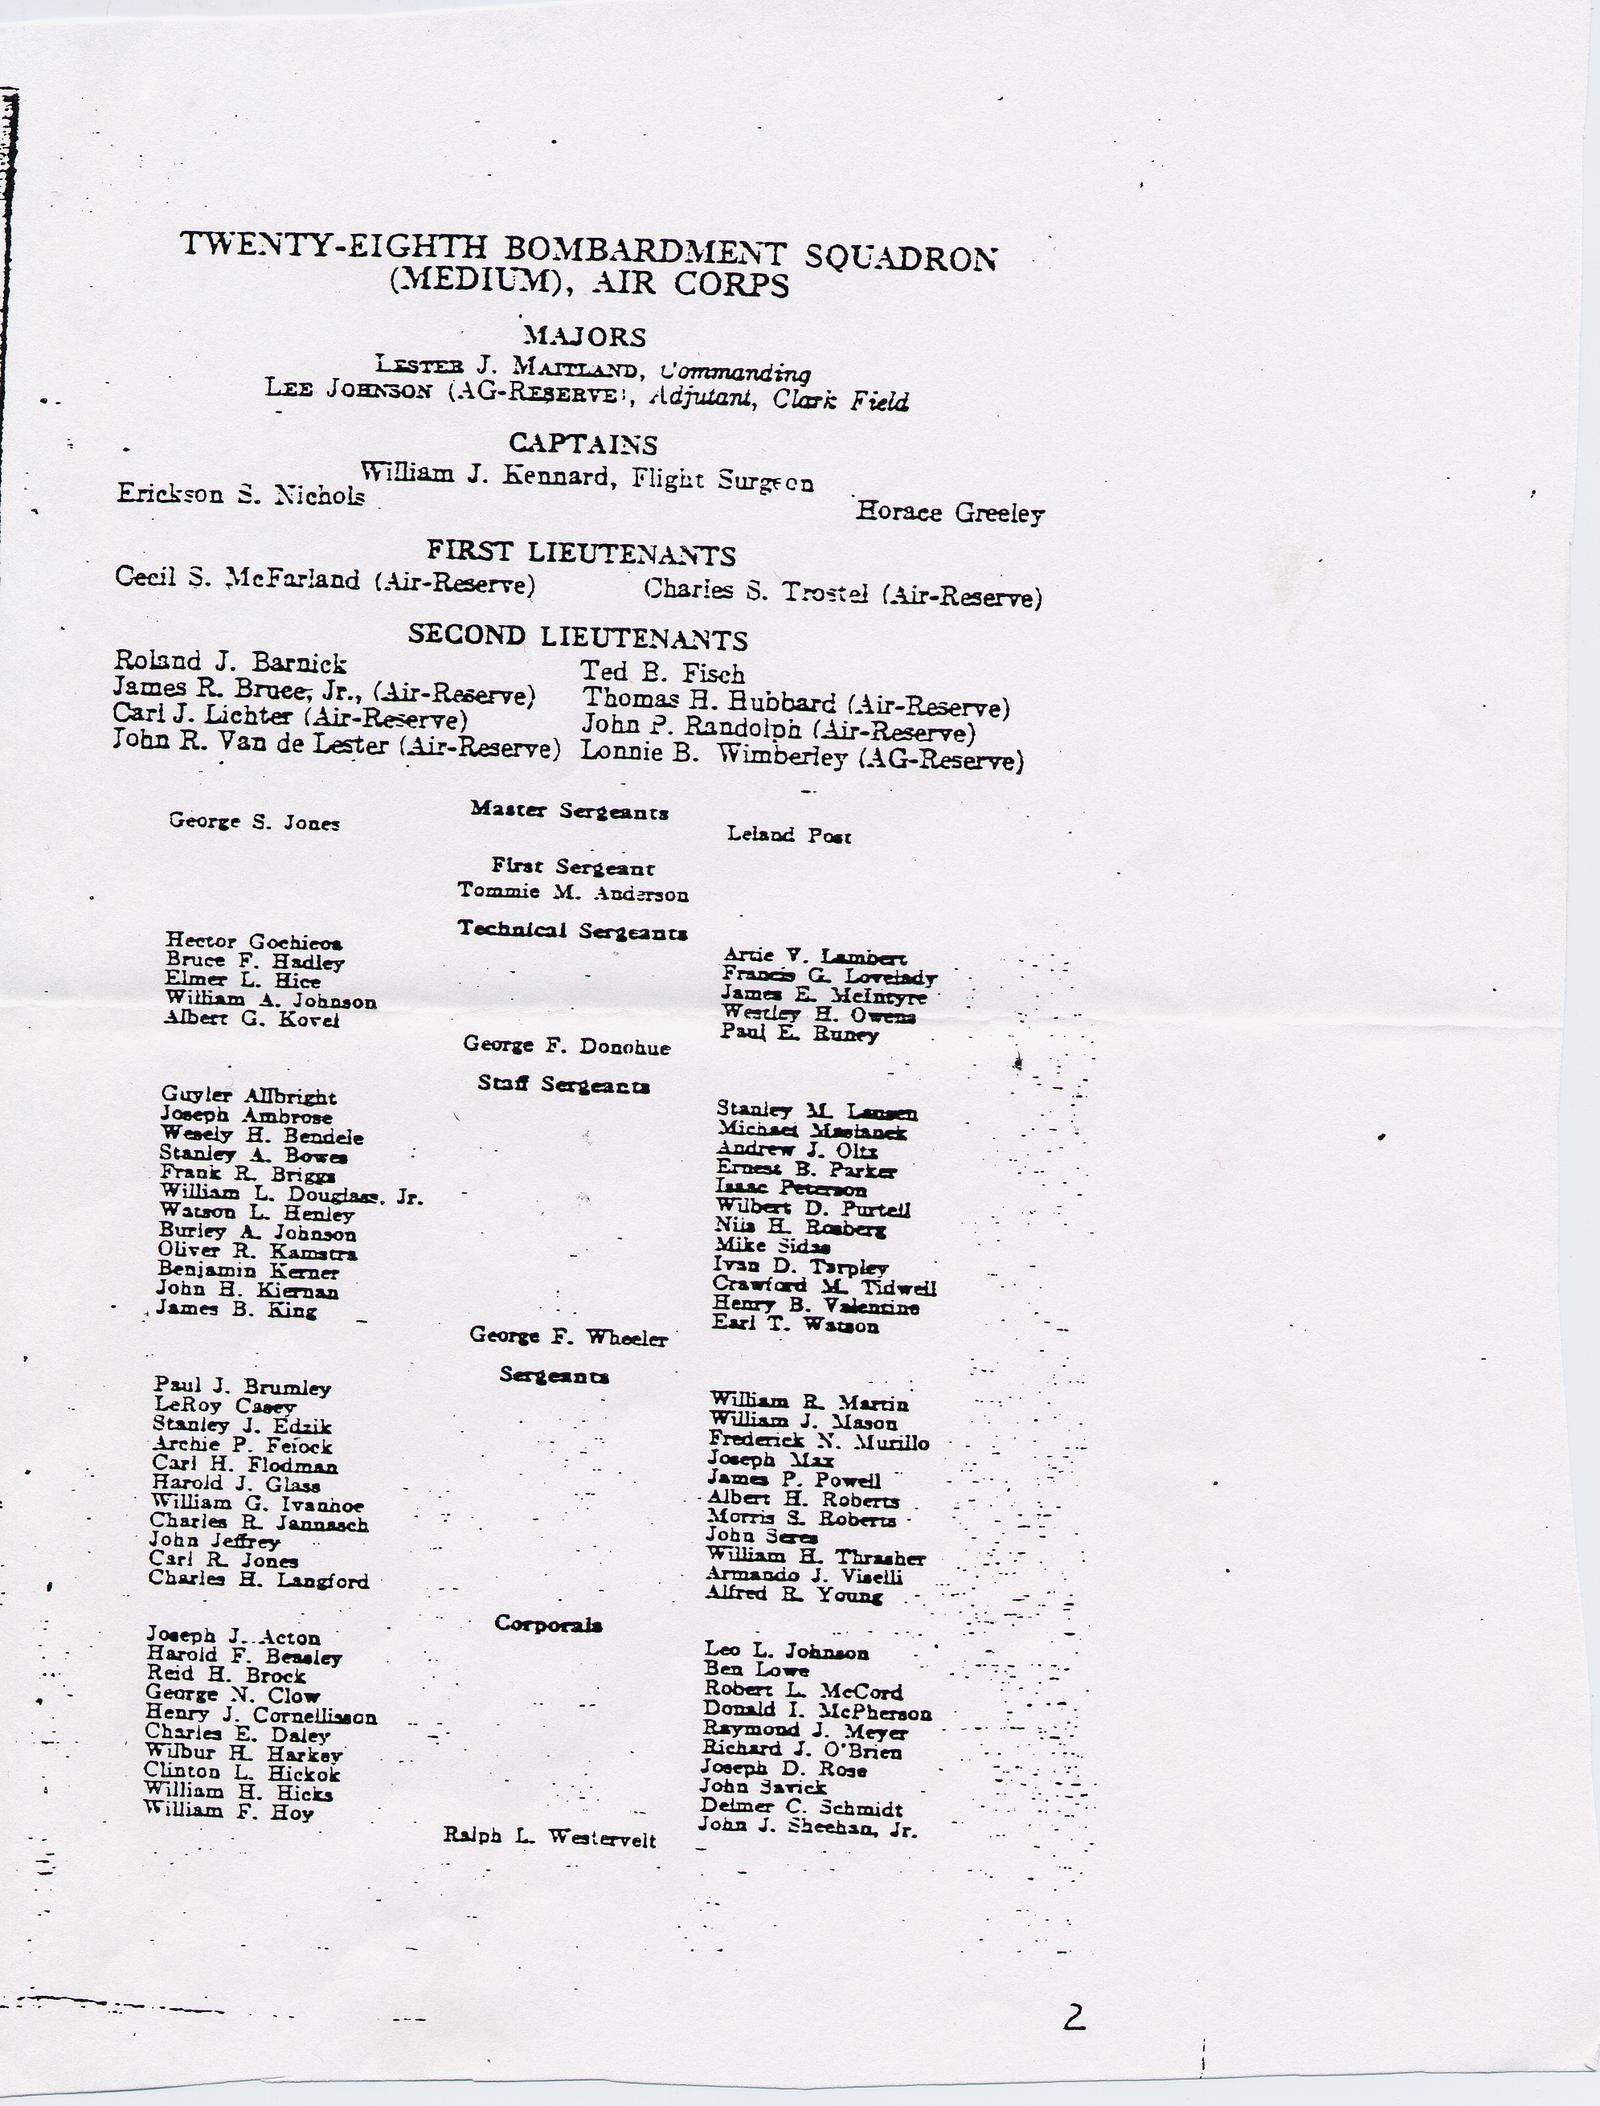 TWENTY-EIGHTH BOMBARDMENT SQUADRON
(MEDIUM), AIR CORPS
MAJORS
LESTER J. MAITLAND, Commanding
LEE JOHNSON (AG-RESERVE), Adjutant, Clark Field
CAPTAINS
William J. Kennard, Flight Surgeon
Erickson S. Nichols Horace Greeley
FIRST LIEUTENANTS
Cecil S. McFarland (Air-Reserve) Charles S. Trostel (Air-Reserve)
SECOND LIEUTENANTS
Roland J. Barnick Ted B. Fisch
James R. Bruce, Jr., (Air-Reserve) Thomas H. Hubbard (Air-Reserve)
Carl J. Lichter (Air-Reserve) John P. Randolph (Air-Reserve)
John R. Van de Lester (Air-Reserve) Lonnie B. Wimberley (AG-Reserve)
Master Sergeants
George S. Jones Leland Post
First Sergeant
Tommie M. Anderson
Technical Sergeants
Hector Gochicoa Artie V. Lambert
Bruce F. Hadley Francis G. Lovelady
Elmer L. Hice James E. McIntyre
William A. Johnson Westley H. Owens
Albert G. Kovel Paul E. Runey
George F. Donohue
Staff Sergeants
Guyler Allbright Stanley M. Lansen
Joseph Ambrose Michael Mastanek
Wesely H. Bendele Andrew J. Oltz
Stanley A. Bowes Ernest B. Parker
Frank R. Briggs Isaac Peterson
William L. Douglass, Jr. Wilbert D. Purtell
Watson L. Henley Nils H. Rosberg
Burley A. Johnson Mike Sidas
Oliver R. Kamstra Ivan D. Tarpley
Benjamin Kerner Crawford M. Tidwell
John H. Kiernan Henry B. Valentine
James B. King Earl T. Watson
George F. Wheeler
Sergeants
Paul J. Brumley William R. Martin
LeRoy Casey William J. Mason
Stanley J. Edzik Frederick N. Murillo
Archie P. Feiock Joseph Max
Carl H. Flodman James P. Powell
Harold J. Glass Albert H. Roberts
William G. Ivanhoe Morris S. Roberts
Charles R. Jannasch John Seres
John Jeffrey William H. Thrasher
Carl R. Jones Armando J. Viselli
Charles H. Langford Alfred R. Young
Corporals
Joseph J. Acton Leo L. Johnson
Harold F. Beasley Ben Lowe
Reid H. Brock Robert L. McCord
George N. Clow Donald I. McPherson
Henry J. Cornellisson Raymond J. Meyer
Charles E. Daley Richard J. O'Brien
Wilbur H. Harkey Joseph D. Rose
Clinton L. Hickok John Savick
William H. Hicks Delmer C. Schmidt
William F. Hoy John J. Sheehan, Jr.
Ralph L. Westervelt
2